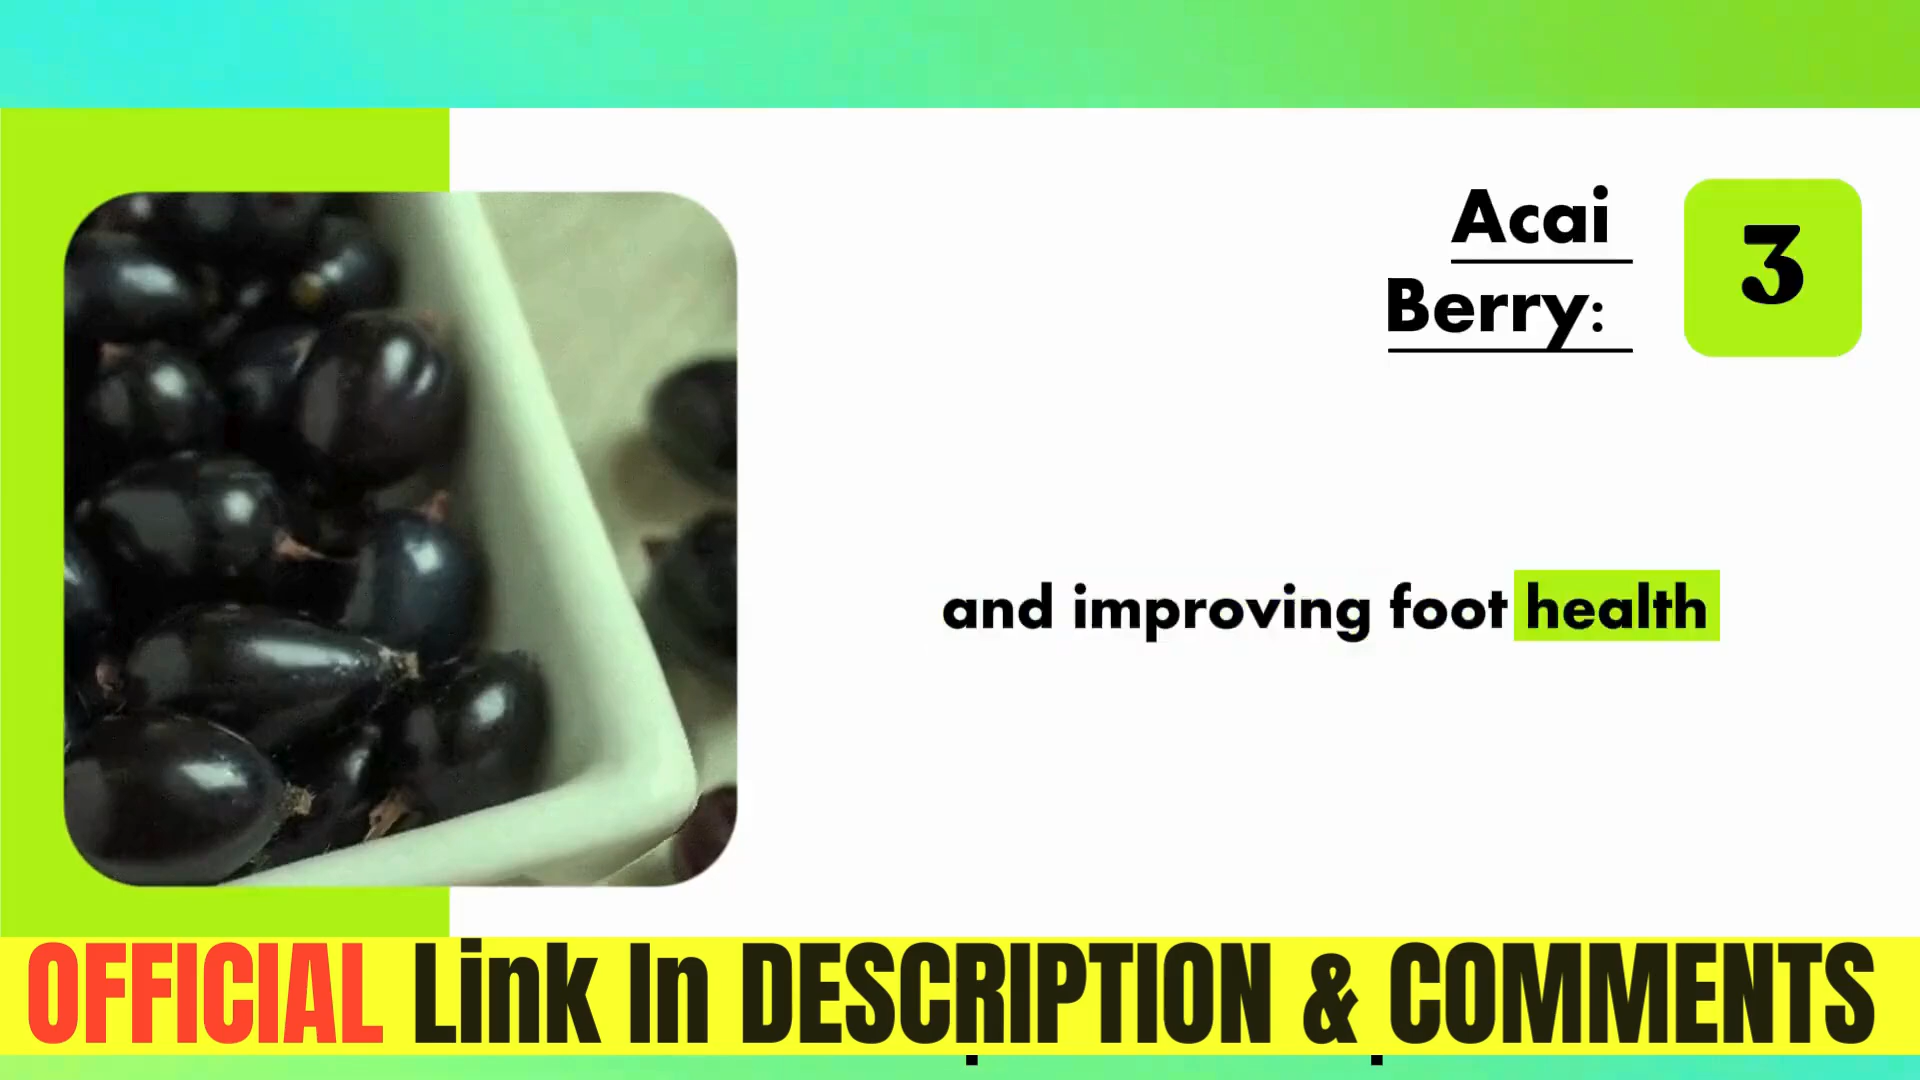 Acai
Berry:
3
and improving foot health
OFFICIAL Link In DESCRIPTION & COMMENTS